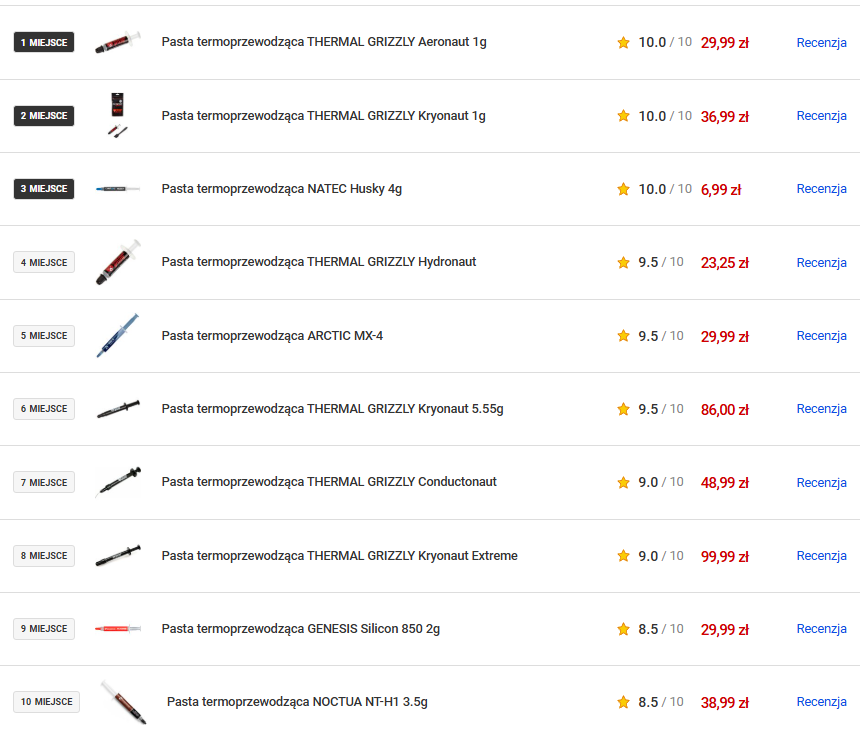 1 MIEJSCE Pasta termoprzewodząca THERMAL GRIZZLY Aeronaut 1g 10.0 / 10 29,99 zł Recenzja
2 MIEJSCE Pasta termoprzewodząca THERMAL GRIZZLY Kryonaut 1g 10.0 / 10 36,99 zł Recenzja
3 MIEJSCE Pasta termoprzewodząca NATEC Husky 4g 10.0 / 10 6,99 zł Recenzja
4 MIEJSCE Pasta termoprzewodząca THERMAL GRIZZLY Hydronaut 9.5 / 10 23,25 zł Recenzja
5 MIEJSCE Pasta termoprzewodząca ARCTIC MX-4 9.5 / 10 29,99 zł Recenzja
6 MIEJSCE Pasta termoprzewodząca THERMAL GRIZZLY Kryonaut 5.55g 9.5 / 10 86,00 zł Recenzja
7 MIEJSCE Pasta termoprzewodząca THERMAL GRIZZLY Conductonaut 9.0 / 10 48,99 zł Recenzja
8 MIEJSCE Pasta termoprzewodząca THERMAL GRIZZLY Kryonaut Extreme 9.0 / 10 99,99 zł Recenzja
9 MIEJSCE Pasta termoprzewodząca GENESIS Silicon 850 2g 8.5 / 10 29,99 zł Recenzja
10 MIEJSCE Pasta termoprzewodząca NOCTUA NT-H1 3.5g 8.5 / 10 38,99 zł Recenzja